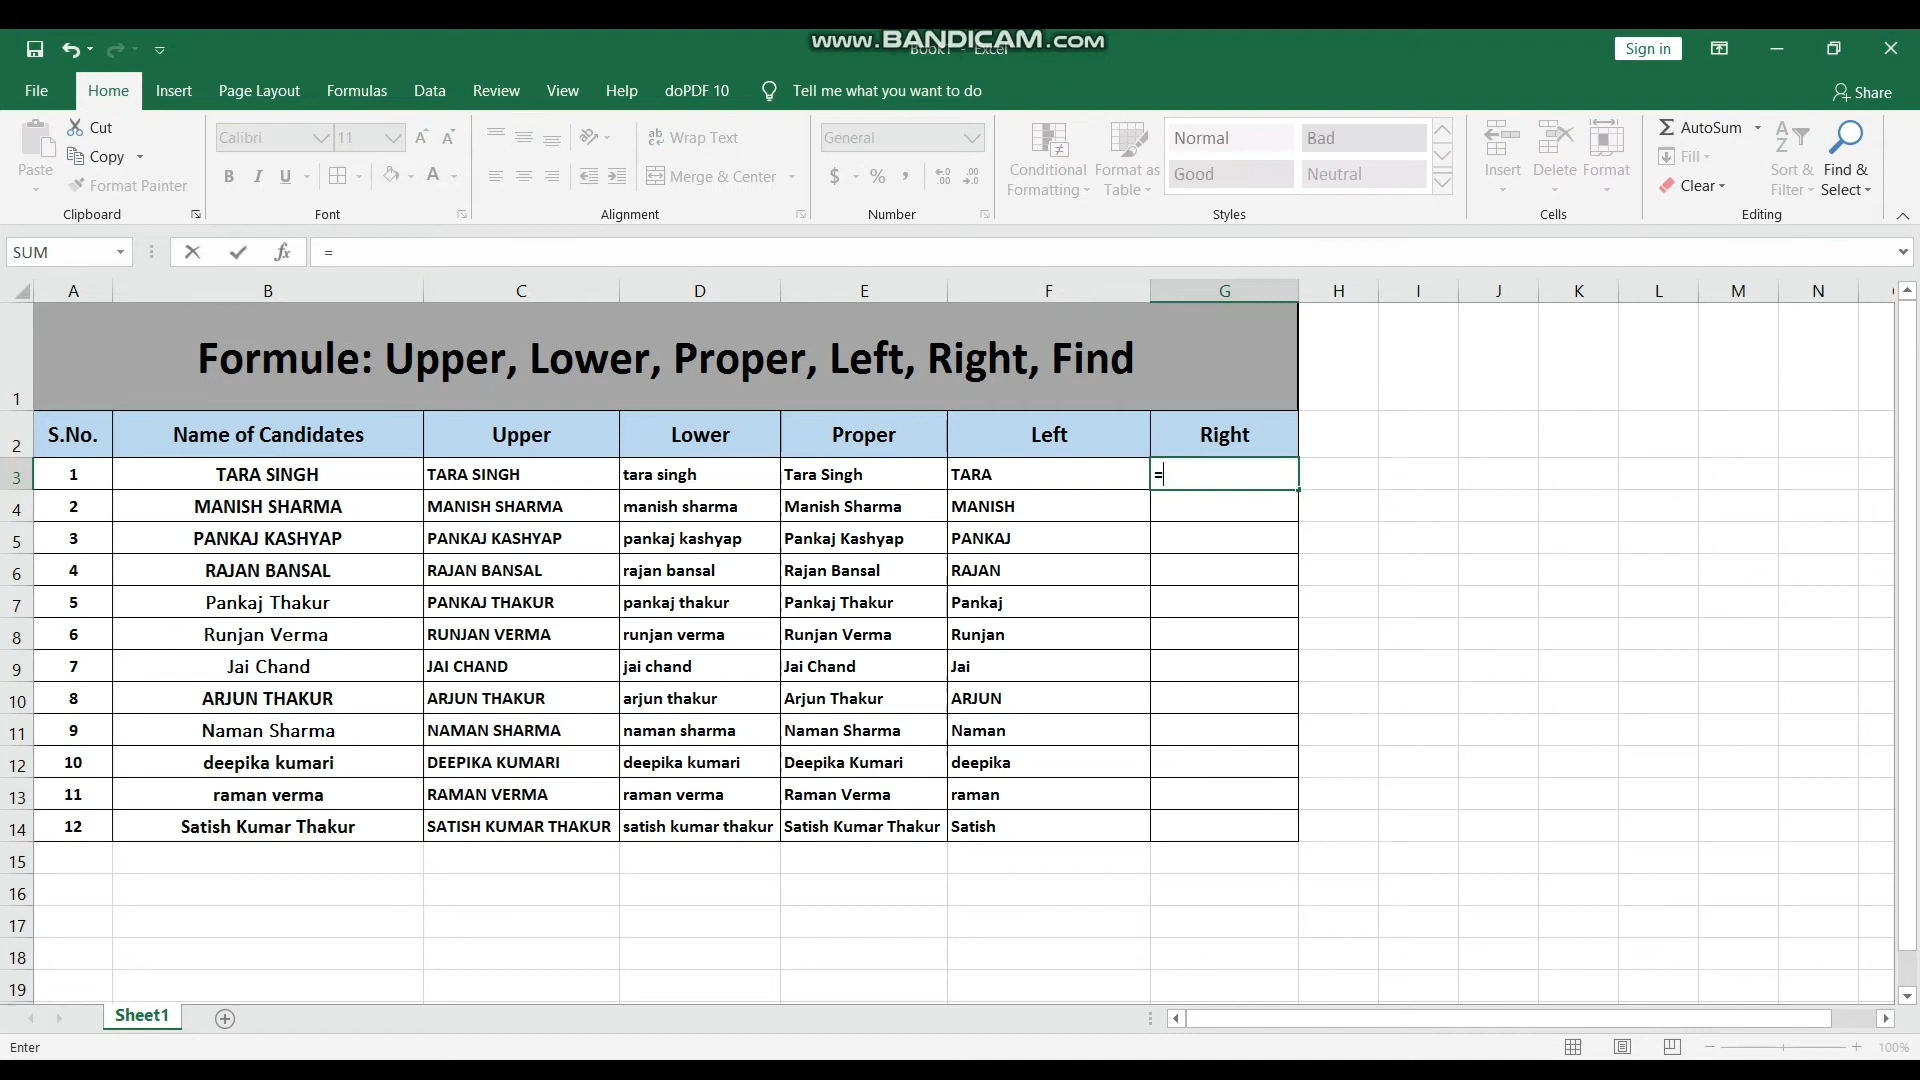 www.BANDICAM.com
Book1 - Excel
Sign in
File Home Insert Page Layout Formulas Data Review View Help doPDF 10 Tell me what you want to do Share
Paste
Cut
Copy
Format Painter
Clipboard
Calibri 11
B I U A
Font
ab Wrap Text
Merge & Center
Alignment
General
$ % ,
Number
Conditional Formatting
Format as Table
Normal Bad
Good Neutral
Styles
Insert Delete Format
Cells
AutoSum
Fill
Clear
Sort & Filter
Find & Select
Editing
SUM fx =
A B C D E F G H I J K L M N
1 Formule: Upper, Lower, Proper, Left, Right, Find
2 S.No. Name of Candidates Upper Lower Proper Left Right
3 1 TARA SINGH TARA SINGH tara singh Tara Singh TARA =
4 2 MANISH SHARMA MANISH SHARMA manish sharma Manish Sharma MANISH
5 3 PANKAJ KASHYAP PANKAJ KASHYAP pankaj kashyap Pankaj Kashyap PANKAJ
6 4 RAJAN BANSAL RAJAN BANSAL rajan bansal Rajan Bansal RAJAN
7 5 Pankaj Thakur PANKAJ THAKUR pankaj thakur Pankaj Thakur Pankaj
8 6 Runjan Verma RUNJAN VERMA runjan verma Runjan Verma Runjan
9 7 Jai Chand JAI CHAND jai chand Jai Chand Jai
10 8 ARJUN THAKUR ARJUN THAKUR arjun thakur Arjun Thakur ARJUN
11 9 Naman Sharma NAMAN SHARMA naman sharma Naman Sharma Naman
12 10 deepika kumari DEEPIKA KUMARI deepika kumari Deepika Kumari deepika
13 11 raman verma RAMAN VERMA raman verma Raman Verma raman
14 12 Satish Kumar Thakur SATISH KUMAR THAKUR satish kumar thakur Satish Kumar Thakur Satish
15
16
17
18
19
Sheet1
Enter
100%